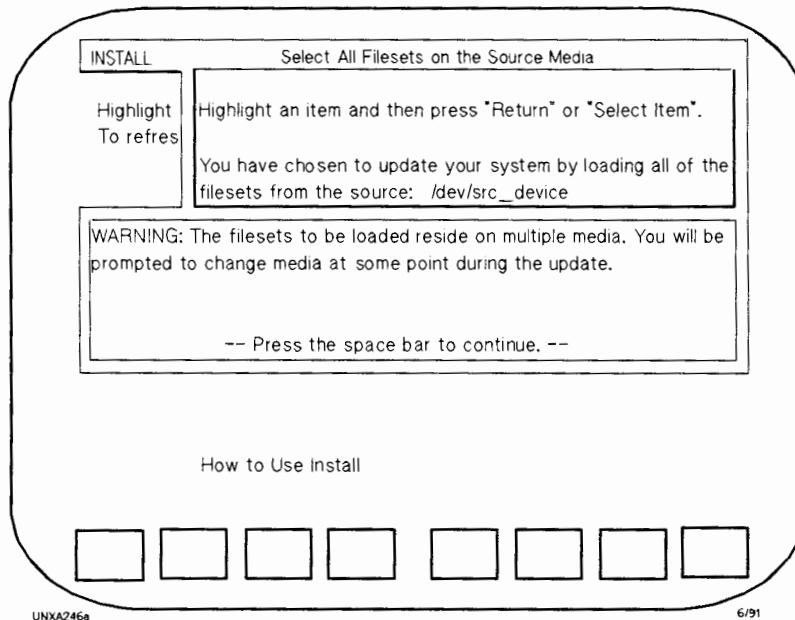 INSTALL Select All Filesets on the Source Media
Highlight
To refres
Highlight an item and then press "Return" or "Select Item".
You have chosen to update your system by loading all of the
filesets from the source: /dev/src_device
WARNING: The filesets to be loaded reside on multiple media. You will be
prompted to change media at some point during the update.
-- Press the space bar to continue. --
How to Use Install
UNXA246a 6/91